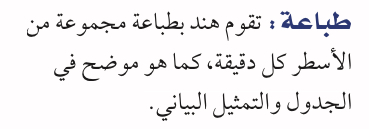 طباعة : تقوم هند بطباعة مجموعة من
الأسطر كل دقيقة، كما هو موضح في
الجدول والتمثيل البياني.